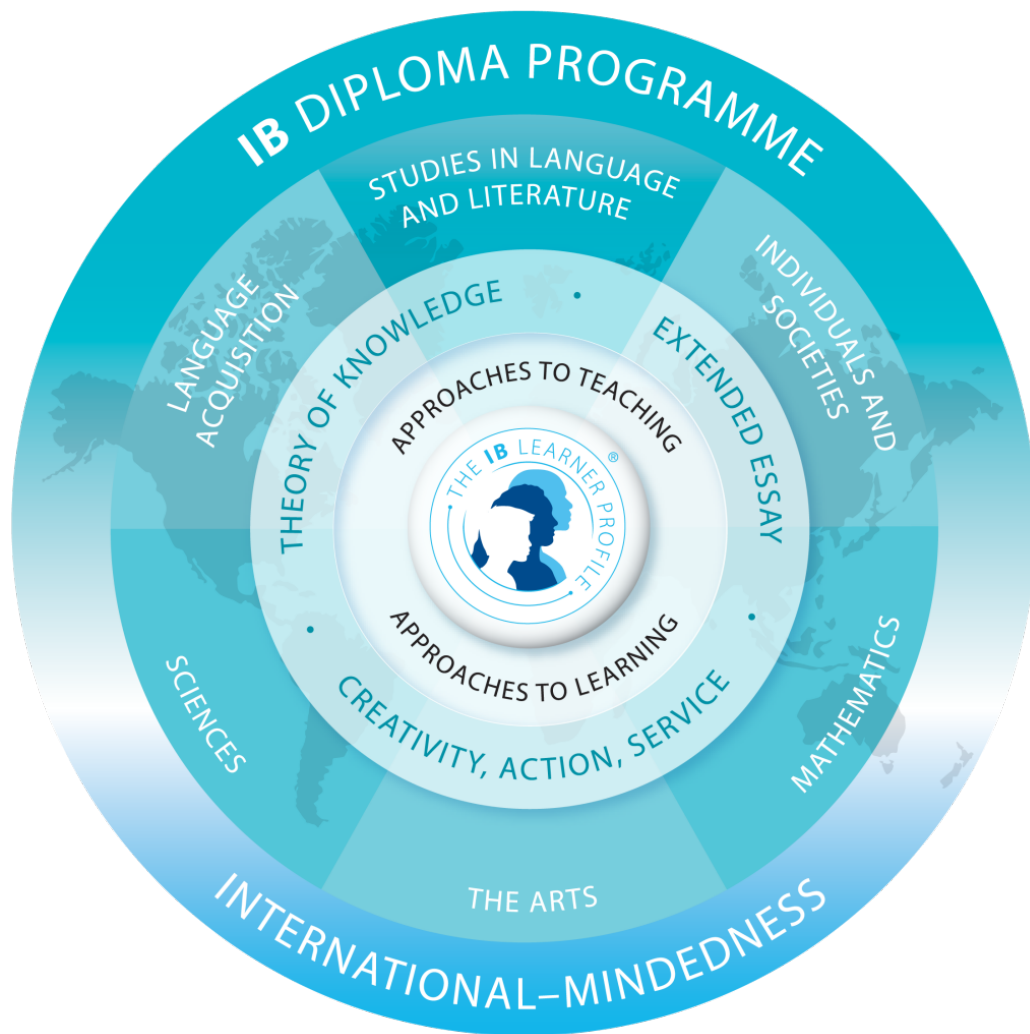 IB DIPLOMA PROGRAMME
STUDIES IN LANGUAGE
AND LITERATURE
LANGUAGE
ACQUISITION
INDIVIDUALS AND
SOCIETIES
THEORY OF KNOWLEDGE
•
EXTENDED ESSAY
APPROACHES TO TEACHING
• THE IB LEARNER PROFILE •
®
APPROACHES TO LEARNING
•
•
CREATIVITY, ACTION, SERVICE
SCIENCES
MATHEMATICS
THE ARTS
INTERNATIONAL–MINDEDNESS